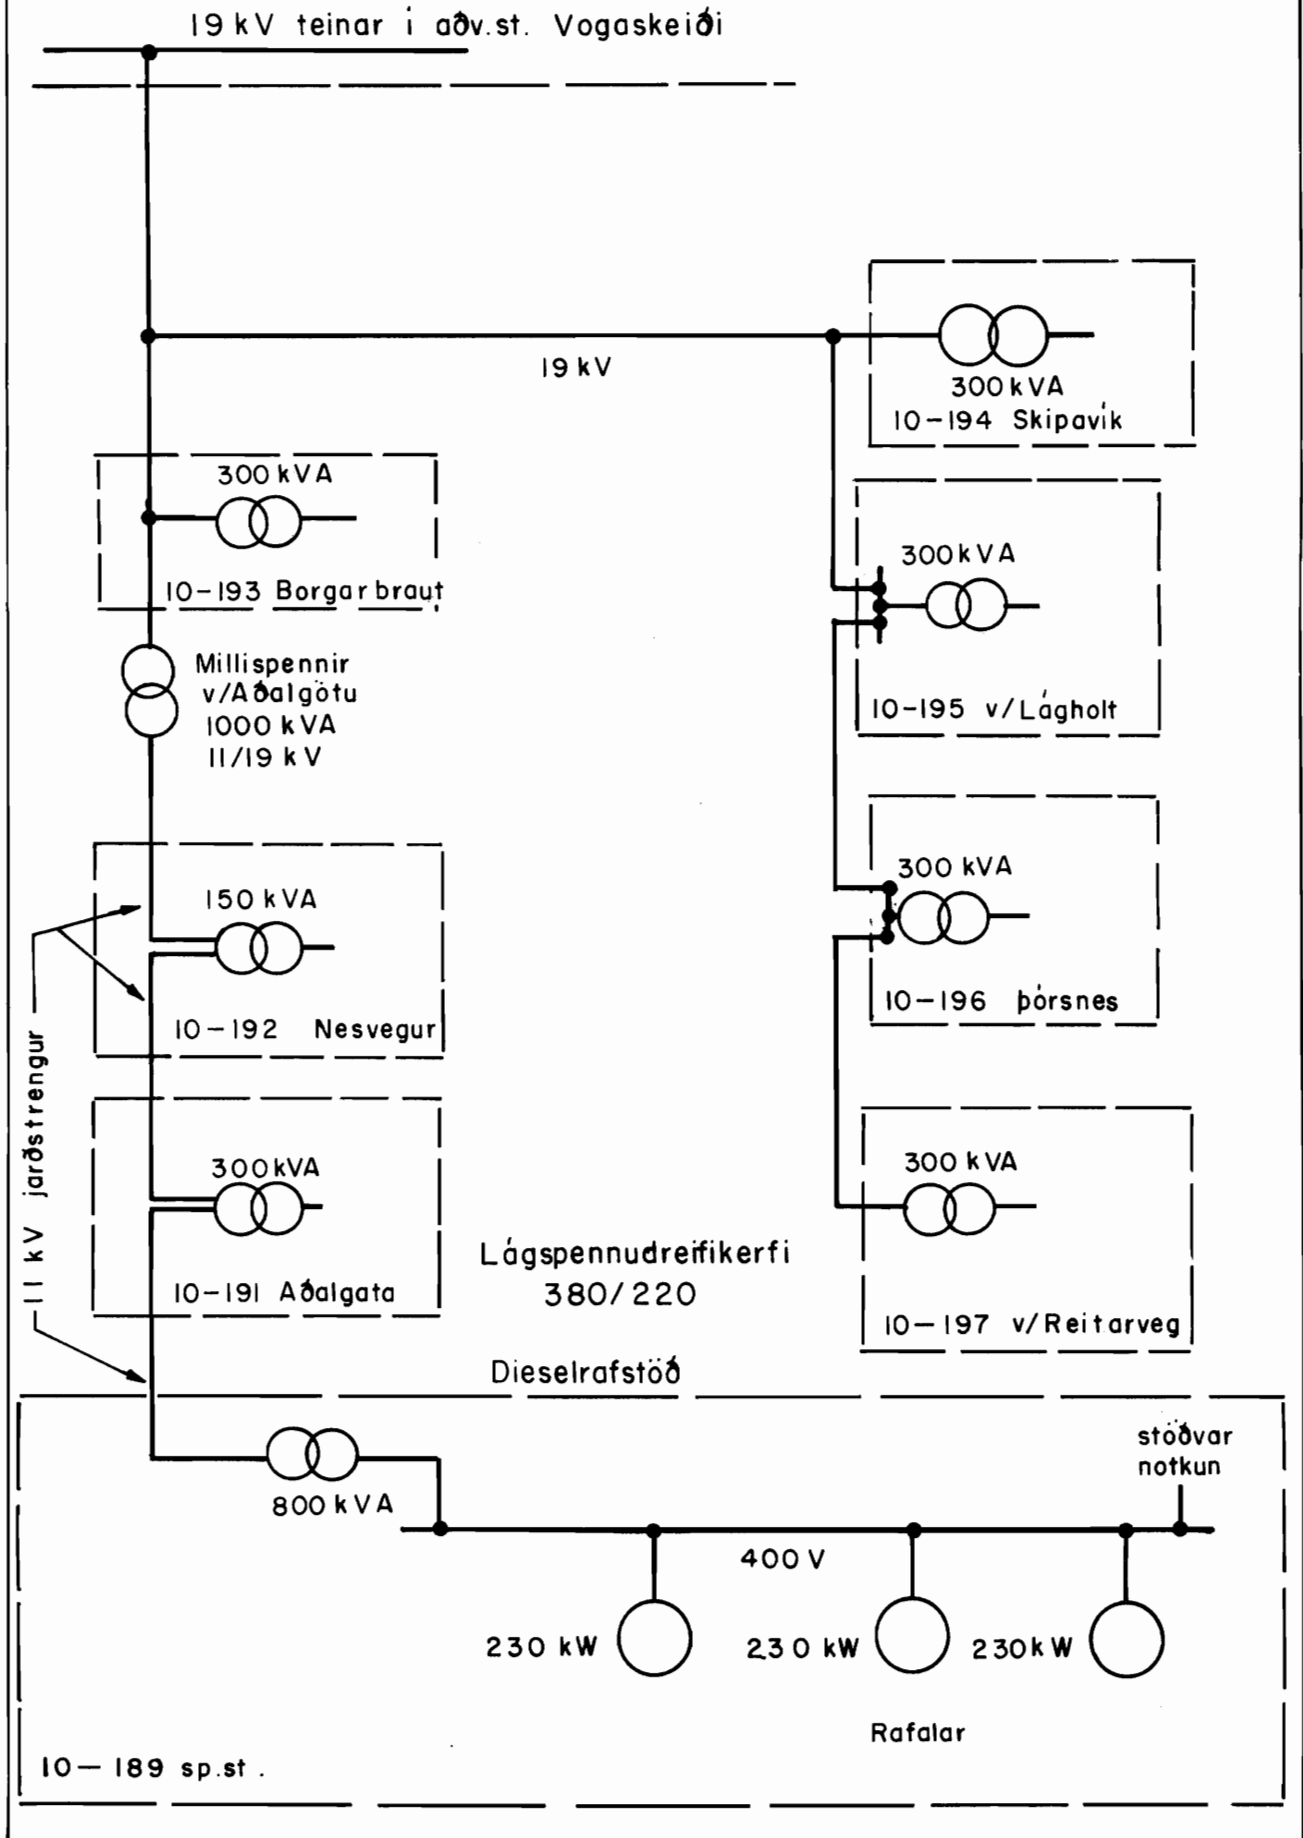 19 kV teinar í aðv.st. Vogaskeiði
19 kV
300 kVA
10-194 Skipavík
300 kVA
10-193 Borgarbraut
300 kVA
10-195 v/Lágholt
Millispennir
v/Aðalgötu
1000 kVA
11/19 kV
150 kVA
10-192 Nesvegur
300 kVA
10-196 Þórsnes
11 kV jarðstrengur
300 kVA
10-191 Aðalgata
300 kVA
10-197 v/Reitarveg
Lágspennudreifikerfi
380/220
Dieselrafstöð
800 kVA
stöðvar
notkun
400 V
230 kW
230 kW
230 kW
Rafalar
10-189 sp.st.